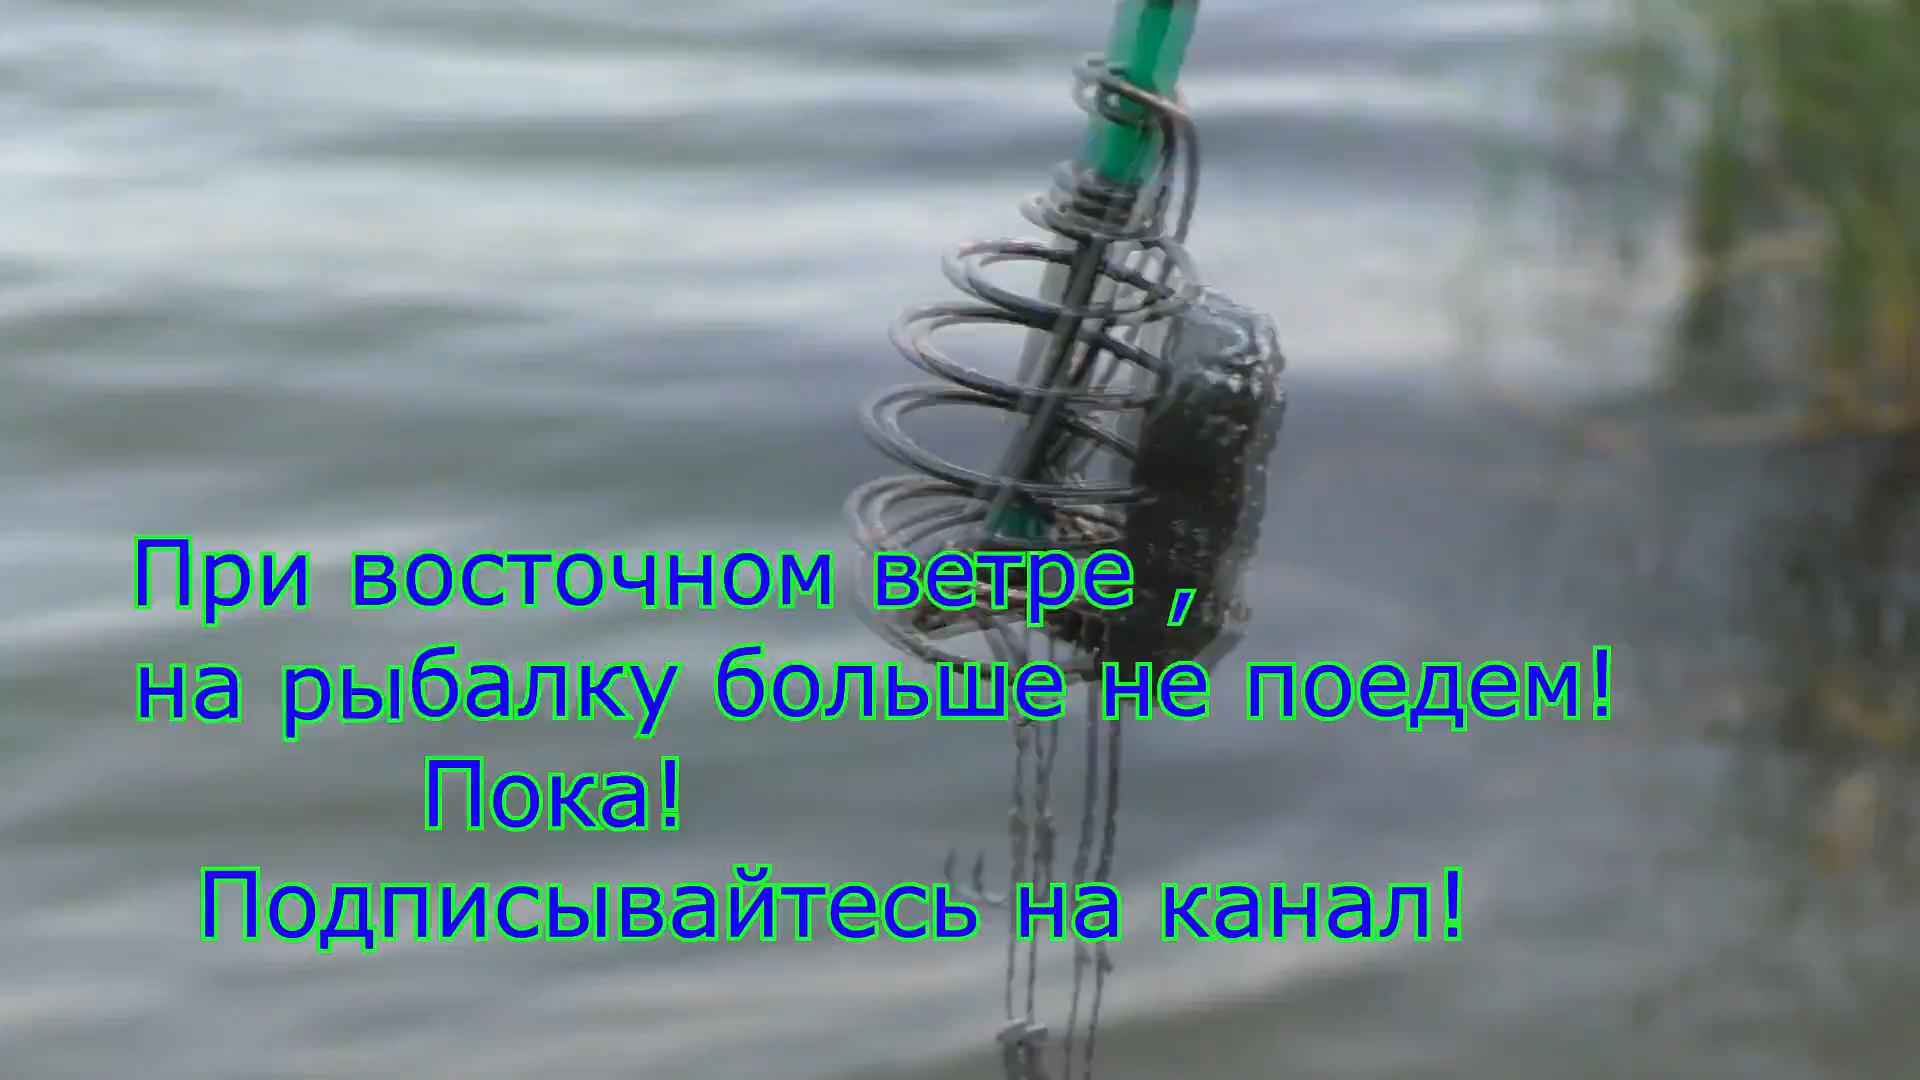 При восточном ветре ,
на рыбалку больше не поедем!
Пока!
Подписывайтесь на канал!